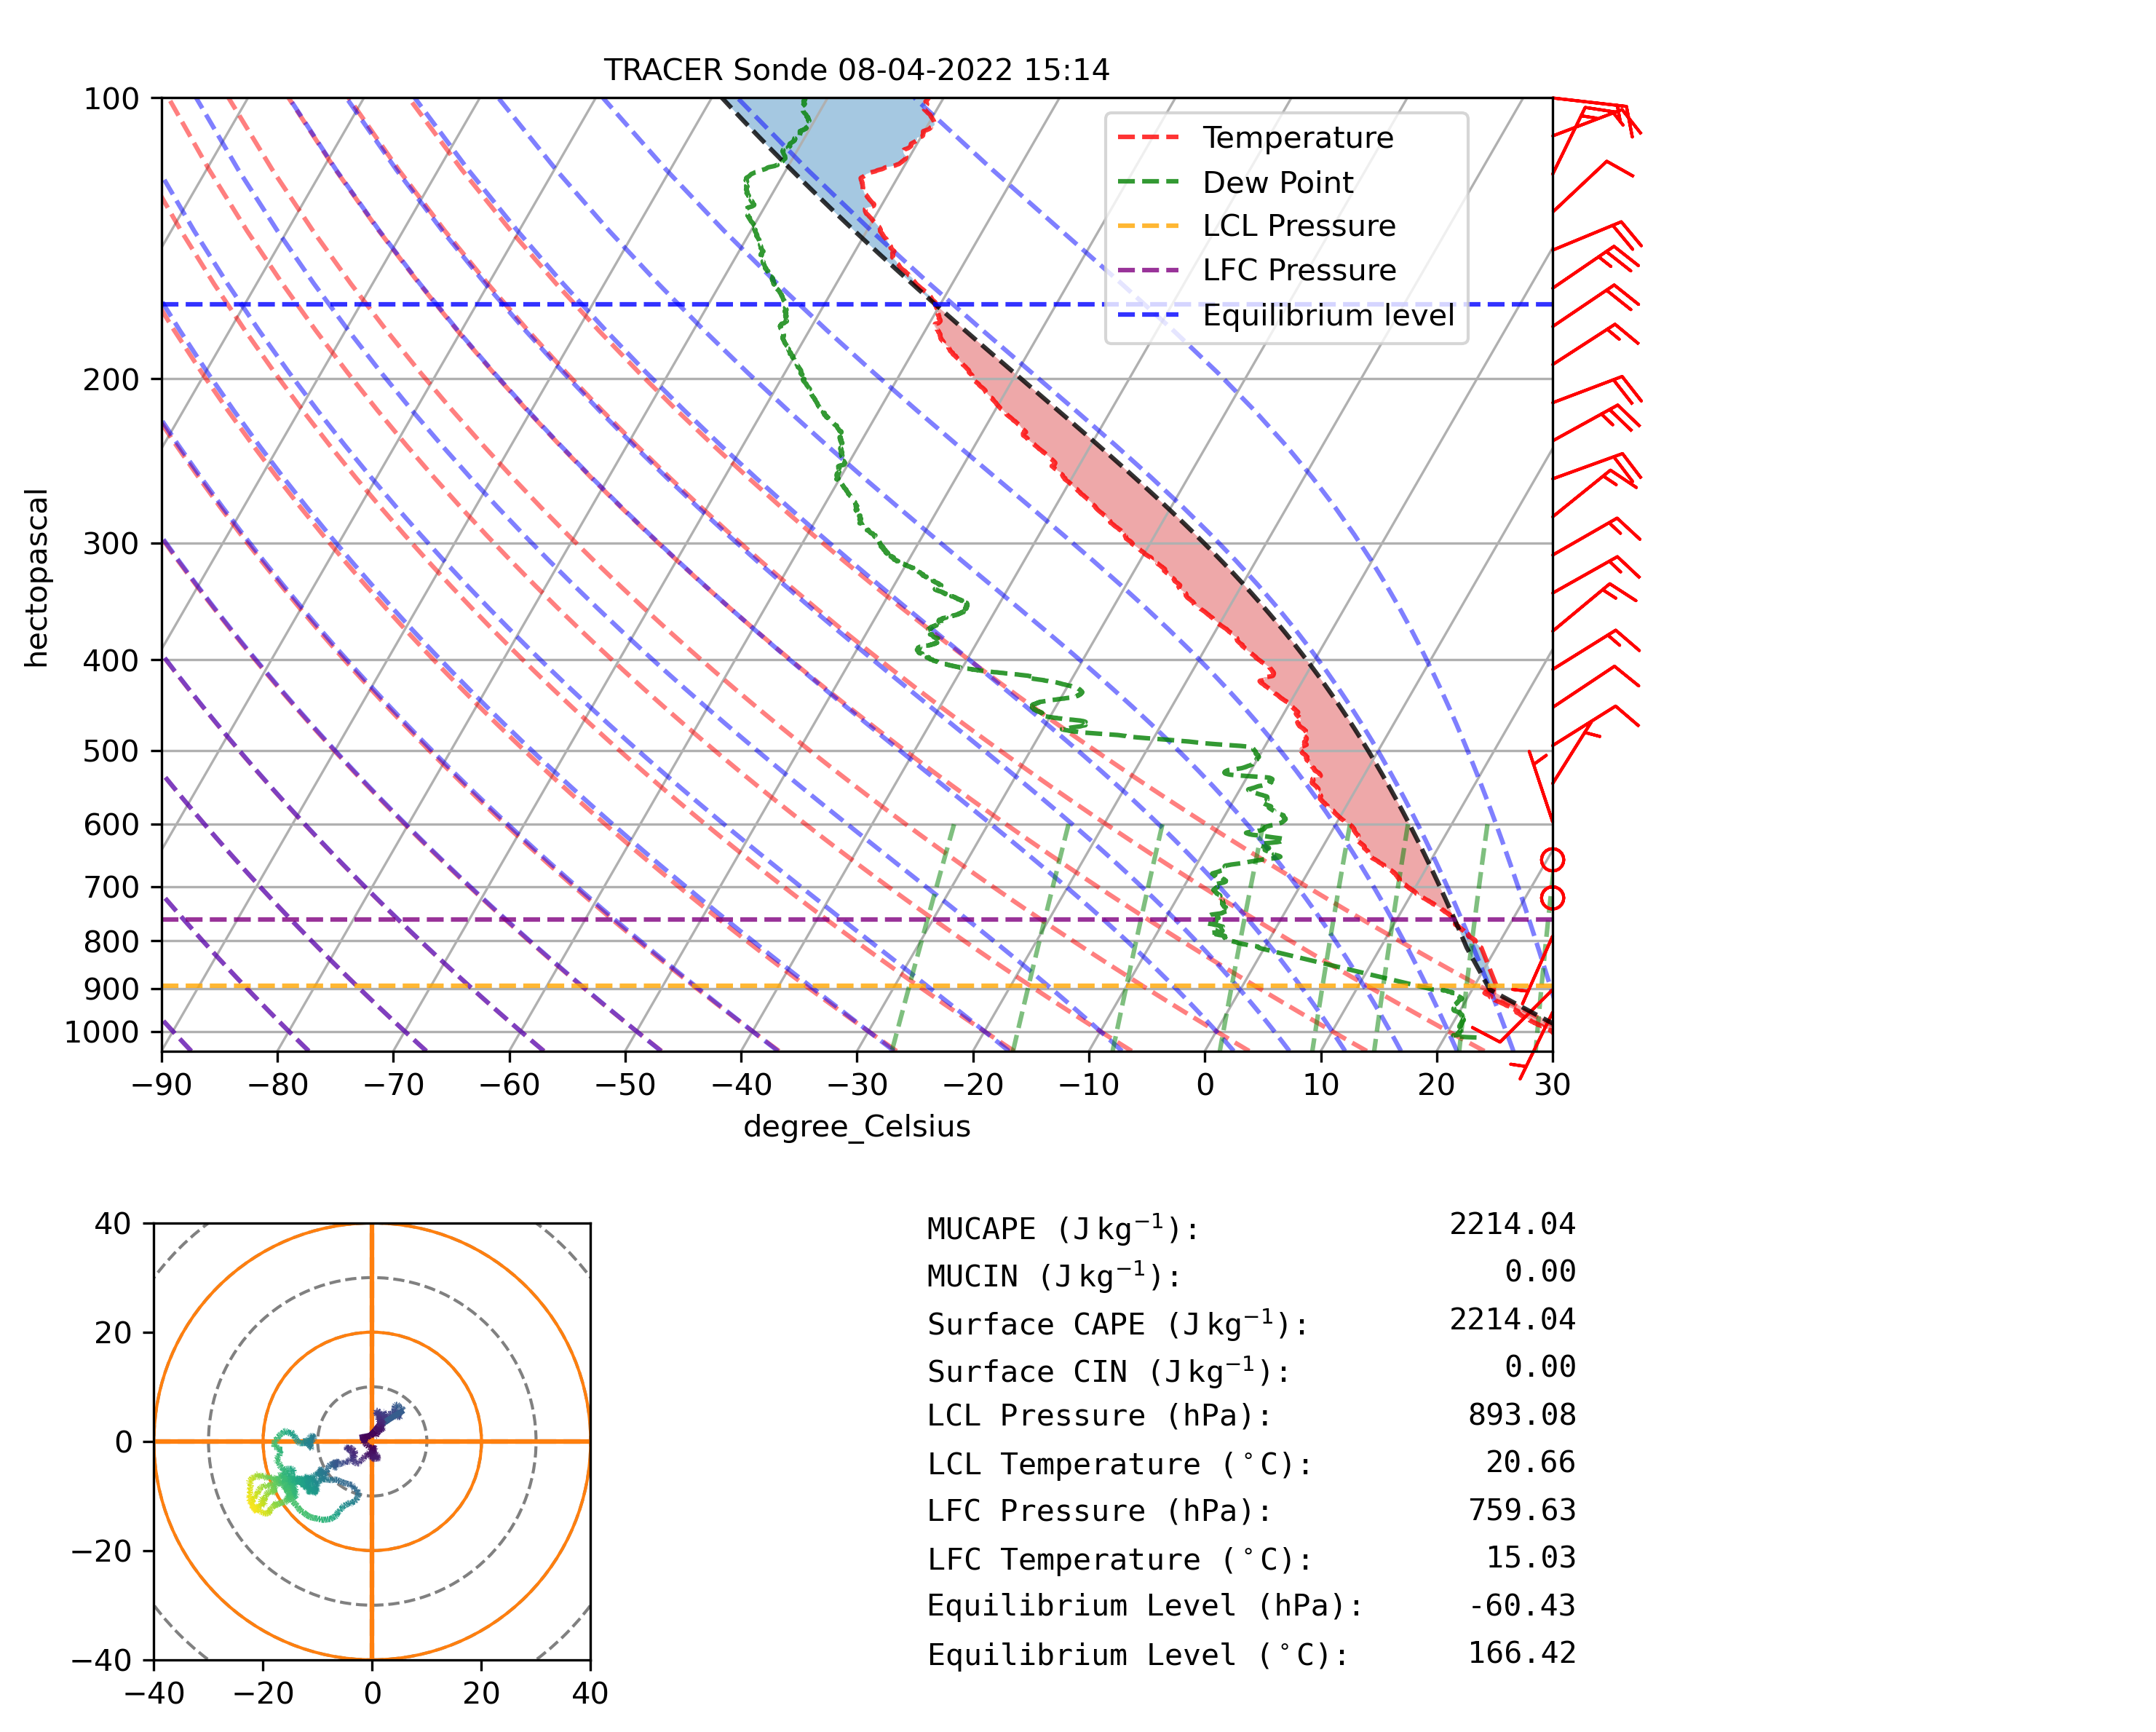 TRACER Sonde 08-04-2022 15:14
100
200
300
400
500
600
700
800
900
1000
hectopascal
Temperature
Dew Point
LCL Pressure
LFC Pressure
Equilibrium level
−90 −80 −70 −60 −50 −40 −30 −20 −10 0 10 20 30
degree_Celsius
40
20
0
−20
−40
−40 −20 0 20 40
MUCAPE (J kg⁻¹): 2214.04
MUCIN (J kg⁻¹): 0.00
Surface CAPE (J kg⁻¹): 2214.04
Surface CIN (J kg⁻¹): 0.00
LCL Pressure (hPa): 893.08
LCL Temperature (°C): 20.66
LFC Pressure (hPa): 759.63
LFC Temperature (°C): 15.03
Equilibrium Level (hPa): -60.43
Equilibrium Level (°C): 166.42